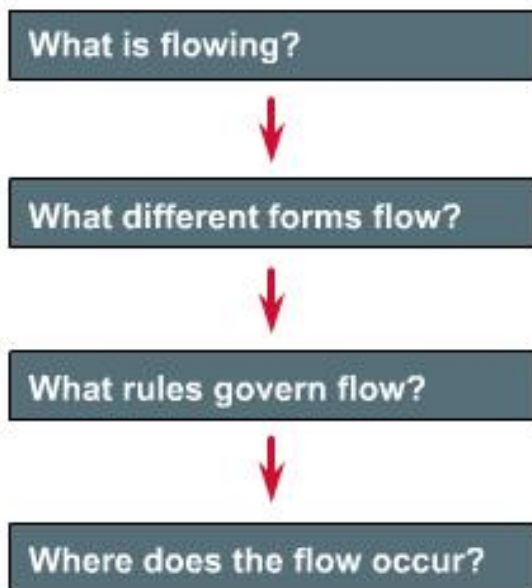 What is flowing?
What different forms flow?
What rules govern flow?
Where does the flow occur?